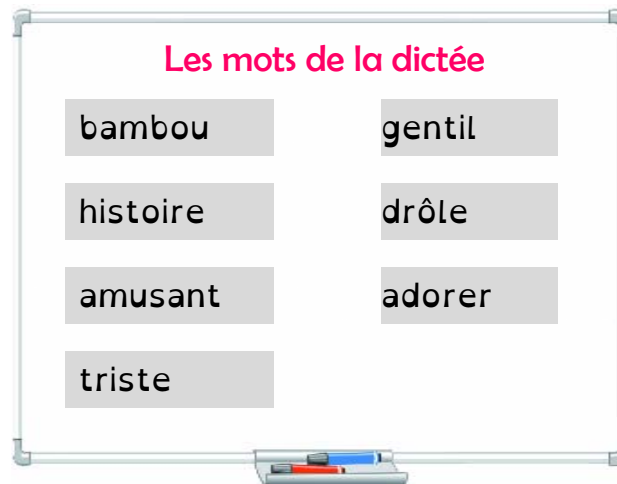 Les mots de la dictée
bambou
gentil
histoire
drôle
amusant
adorer
triste